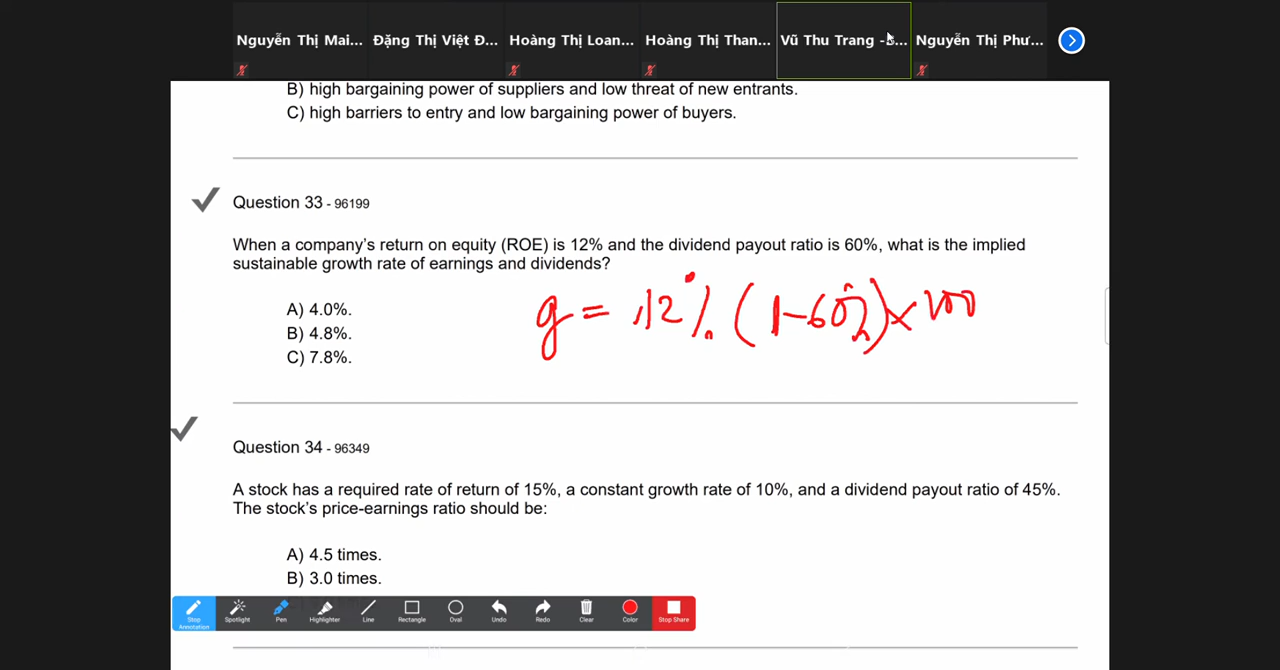 Nguyễn Thị Mai... Đặng Thị Việt Đ... Hoàng Thị Loan... Hoàng Thị Than... Vũ Thu Trang - ... Nguyễn Thị Phư...
B) high bargaining power of suppliers and low threat of new entrants.
C) high barriers to entry and low bargaining power of buyers.
Question 33 - 96199
When a company's return on equity (ROE) is 12% and the dividend payout ratio is 60%, what is the implied
sustainable growth rate of earnings and dividends?
A) 4.0%.
B) 4.8%.
C) 7.8%.
g = 12% (1-60%) × 100
Question 34 - 96349
A stock has a required rate of return of 15%, a constant growth rate of 10%, and a dividend payout ratio of 45%.
The stock's price-earnings ratio should be:
A) 4.5 times.
B) 3.0 times.
Stop Annotation Spotlight Pen Highlighter Line Rectangle Oval Undo Redo Clear Color Stop Share